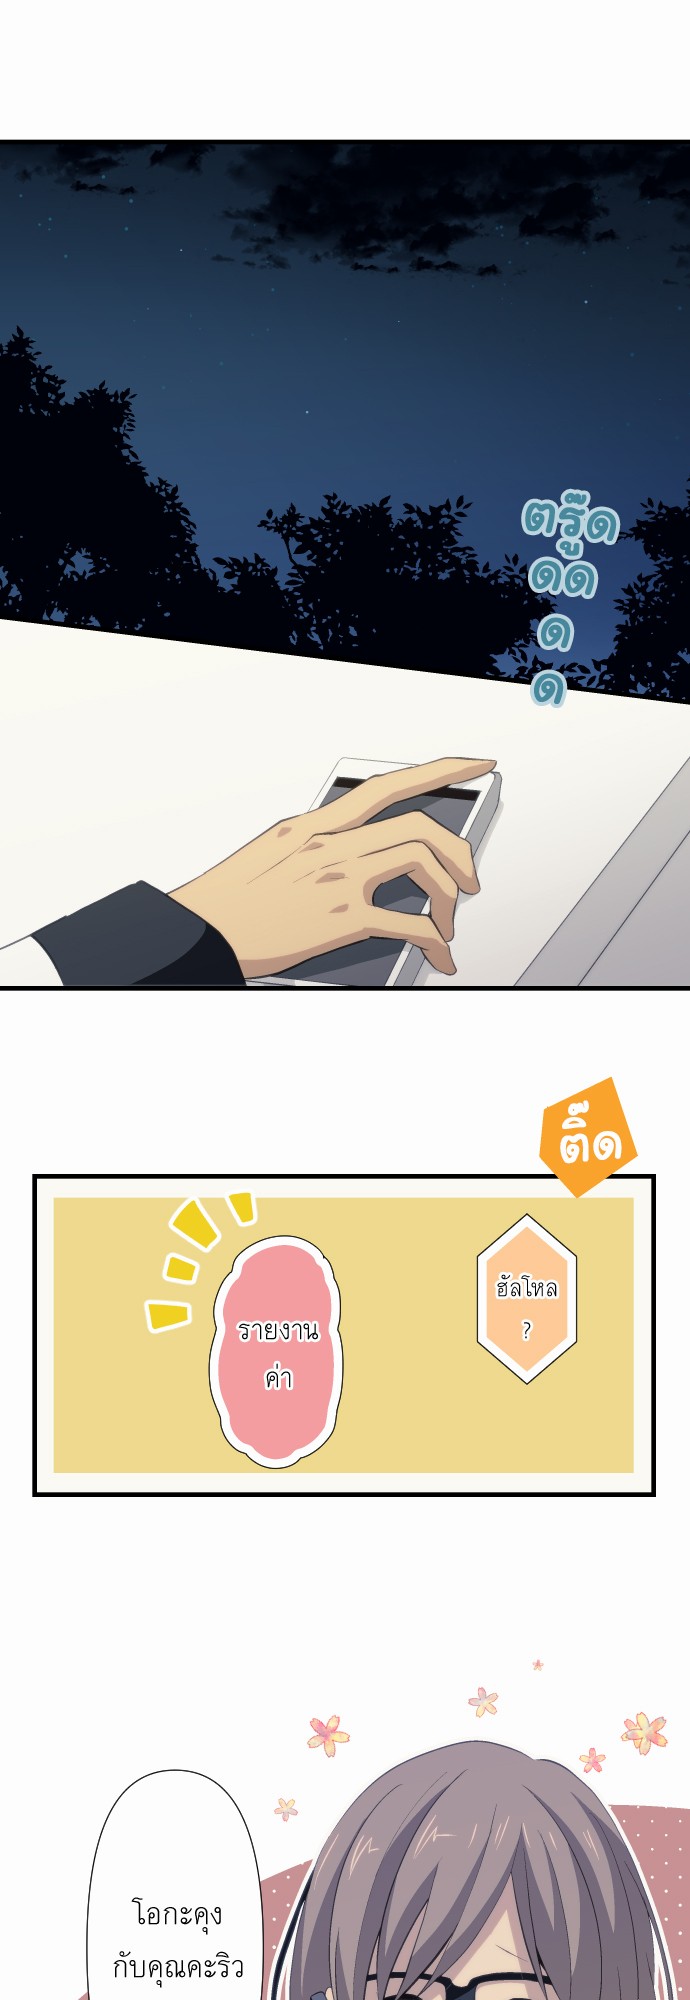 ตรู๊ด
ดด
ด
ด
ติ๊ด
ฮัลโหล
?
รายงาน
ค่า
โอกะคุง
กับคุณคะริว